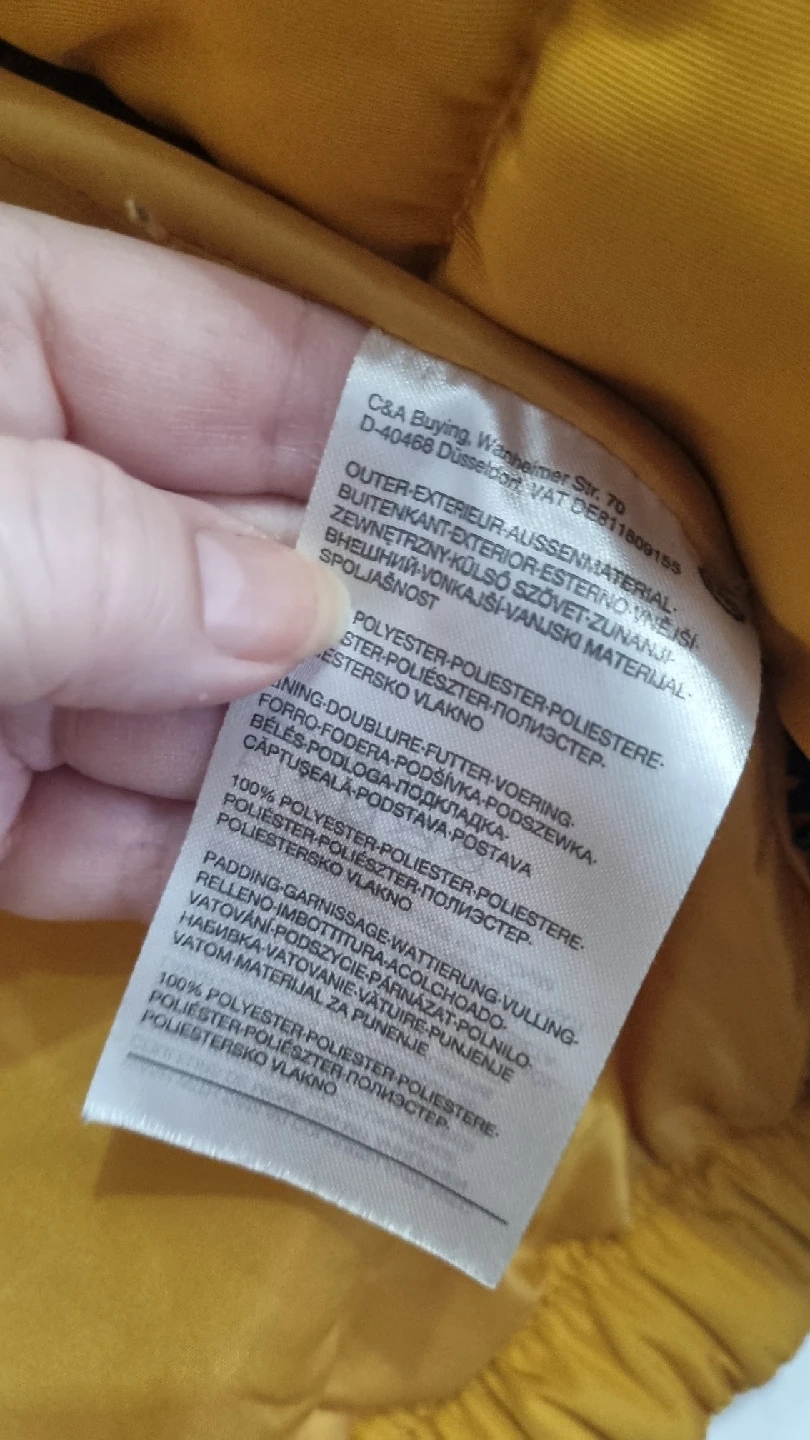 C&A Buying, Wanheimer Str. 70
D-40468 Düsseldorf, VAT DE811809155
OUTER·EXTERIEUR·AUSSENMATERIAL·
BUITENKANT·EXTERIOR·ESTERNO·VNĚJŠÍ·
ZEWNĘTRZNY·KÜLSŐ SZÖVET·ZUNANJI·
ВНЕШНИЙ·VONKAJŠÍ·VANJSKI MATERIJAL·
SPOLJAŠNOST
POLYESTER·POLIESTER·POLIESTERE·
ESTER·POLIÉSZTER·ПОЛИЭСТЕР·
ESTERSKO VLAKNO
LINING·DOUBLURE·FUTTER·VOERING·
FORRO·FODERA·PODŠÍVKA·PODSZEWKA·
BÉLÉS·PODLOGA·ПОДКЛАДКА·
CĂPTUŞEALĂ·PODSTAVA·POSTAVA
100% POLYESTER·POLIESTER·POLIESTERE·
POLIÉSTER·POLIÉSZTER·ПОЛИЭСТЕР·
POLIESTERSKO VLAKNO
PADDING·GARNISSAGE·WATTIERUNG·VULLING·
RELLENO·IMBOTTITURA·ACOLCHOADO·
VATOVÁNÍ·PODSZYCIE·PÁRNÁZAT·POLNILO·
НАБИВКА·VATOVANIE·VĂTUIRE·PUNJENJE
VATOM MATERIJAL ZA PUNENJE
100% POLYESTER·POLIESTER·POLIESTERE·
POLIÉSTER·POLIÉSZTER·ПОЛИЭСТЕР·
POLIESTERSKO VLAKNO